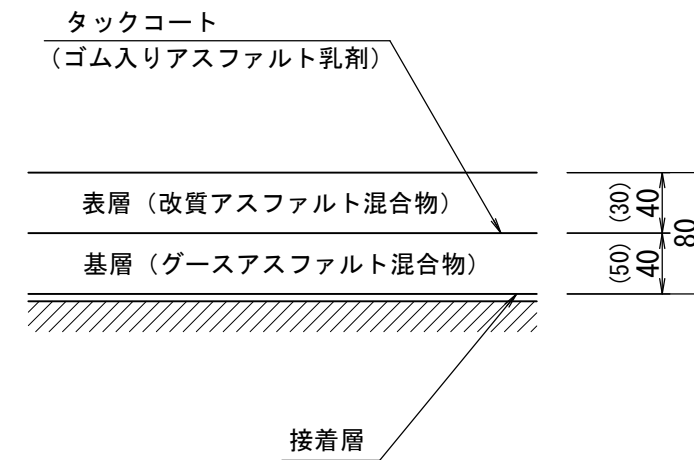 タックコート
(ゴム入りアスファルト乳剤)
表層（改質アスファルト混合物）
(30)
40
80
基層（グースアスファルト混合物）
(50)
40
接着層